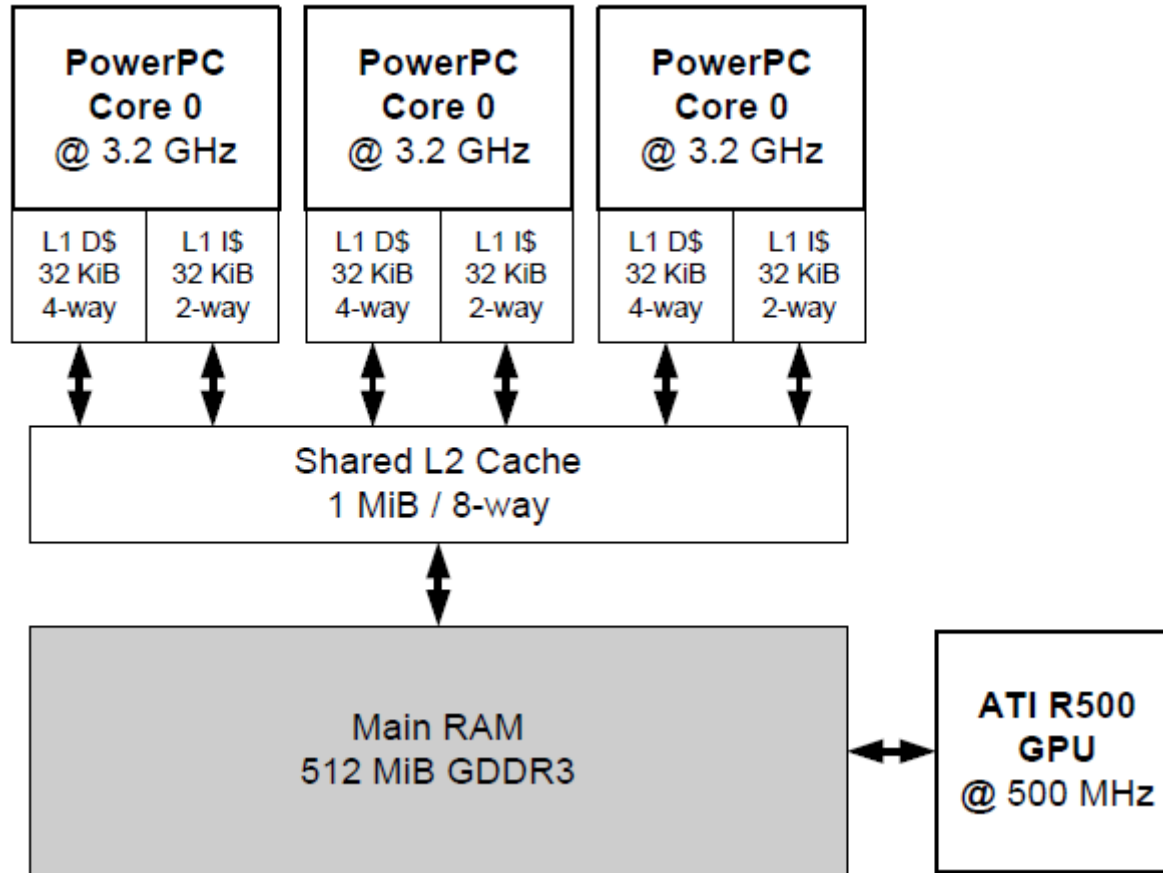 PowerPC
Core 0
@ 3.2 GHz
PowerPC
Core 0
@ 3.2 GHz
PowerPC
Core 0
@ 3.2 GHz
L1 D$
32 KiB
4-way
L1 I$
32 KiB
2-way
L1 D$
32 KiB
4-way
L1 I$
32 KiB
2-way
L1 D$
32 KiB
4-way
L1 I$
32 KiB
2-way
Shared L2 Cache
1 MiB / 8-way
Main RAM
512 MiB GDDR3
ATI R500
GPU
@ 500 MHz